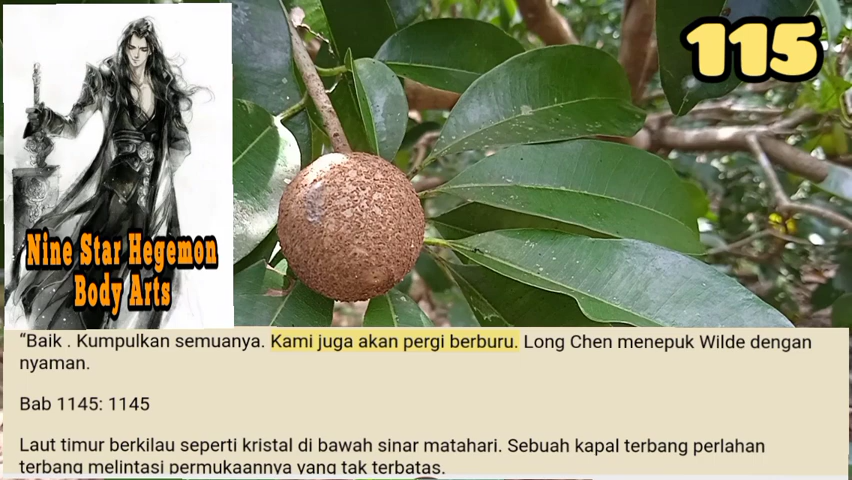 115
Nine Star Hegemon
Body Arts
“Baik . Kumpulkan semuanya. Kami juga akan pergi berburu. Long Chen menepuk Wilde dengan
nyaman.
Bab 1145: 1145
Laut timur berkilau seperti kristal di bawah sinar matahari. Sebuah kapal terbang perlahan
terbang melintasi permukaannya yang tak terbatas.